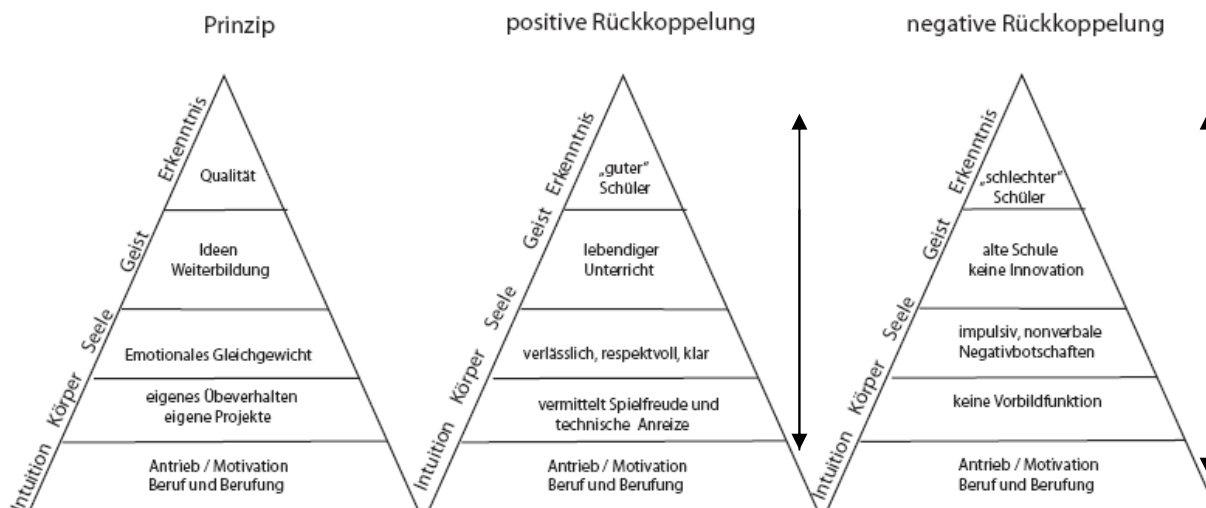 Prinzip
Erkenntnis
Geist
Seele
Körper
Intuition
Qualität
Ideen
Weiterbildung
Emotionales Gleichgewicht
eigenes Übeverhalten
eigene Projekte
Antrieb / Motivation
Beruf und Berufung
positive Rückkoppelung
Erkenntnis
Geist
Seele
Körper
Intuition
„guter“
Schüler
lebendiger
Unterricht
verlässlich, respektvoll, klar
vermittelt Spielfreude und
technische Anreize
Antrieb / Motivation
Beruf und Berufung
negative Rückkoppelung
Erkenntnis
Geist
Seele
Körper
Intuition
„schlechter“
Schüler
alte Schule
keine Innovation
impulsiv, nonverbale
Negativbotschaften
keine Vorbildfunktion
Antrieb / Motivation
Beruf und Berufung